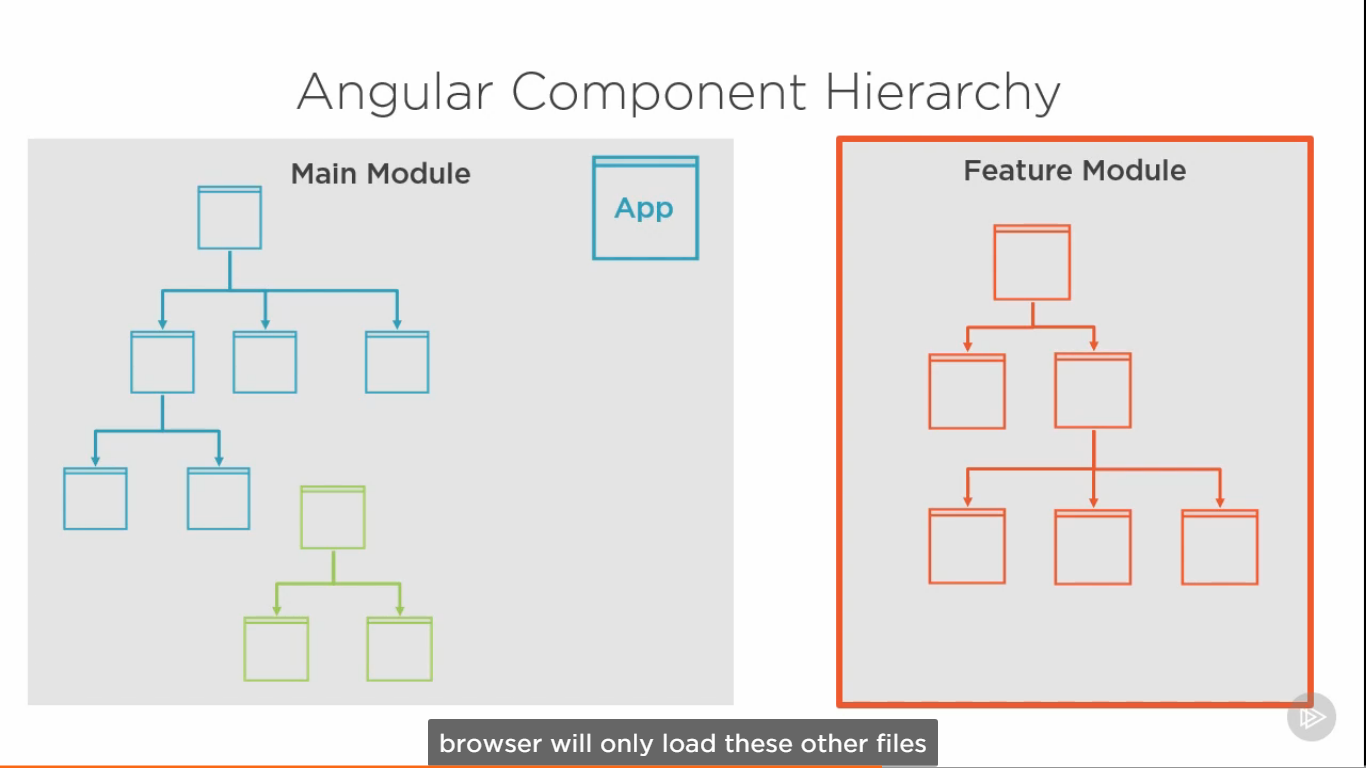 Angular Component Hierarchy
Main Module
App
Feature Module
browser will only load these other files